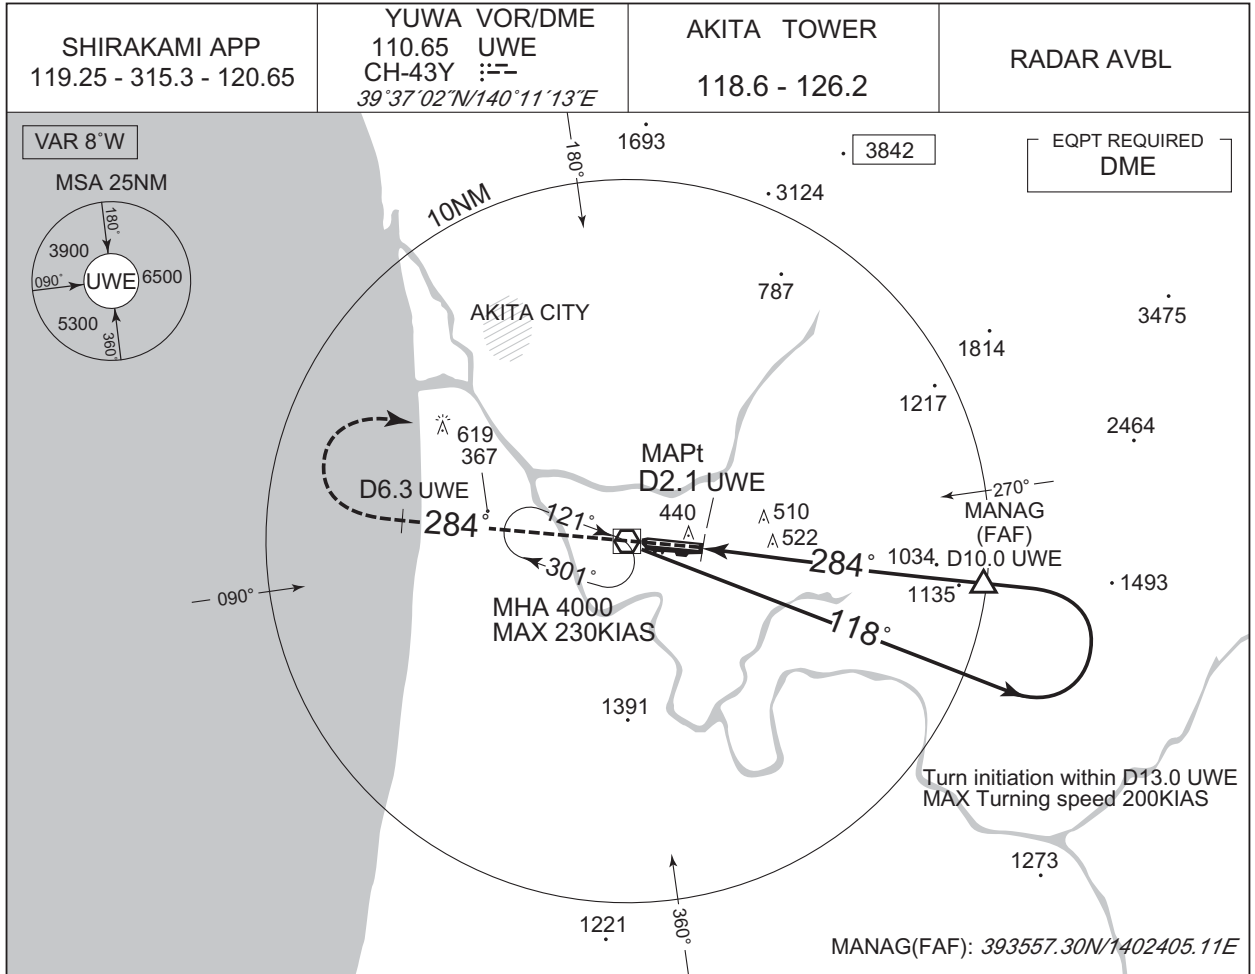 SHIRAKAMI APP
119.25 - 315.3 - 120.65
YUWA VOR/DME
110.65 UWE
CH-43Y
39°37´02˝N/140°11´13˝E
AKITA TOWER
118.6 - 126.2
RADAR AVBL
VAR 8°W
MSA 25NM
180°
3900
090°
UWE
6500
5300
360°
180°
1693
3842
EQPT REQUIRED
DME
10NM
3124
787
AKITA CITY
3475
1814
1217
2464
619
367
MAPt
D2.1 UWE
D6.3 UWE
270°
MANAG
(FAF)
D10.0 UWE
440
510
522
284°
121°
301°
284°
1034
1135
1493
090°
MHA 4000
MAX 230KIAS
118°
1391
Turn initiation within D13.0 UWE
MAX Turning speed 200KIAS
1273
360°
1221
MANAG(FAF): 393557.30N/1402405.11E